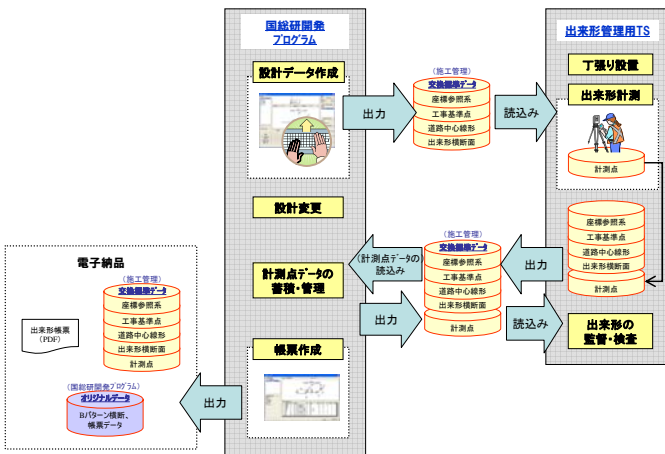 国総研開発
プログラム
設計データ作成
設計変更
計測点データの
蓄積・管理
帳票作成
出力
(施工管理)
交換標準データ
座標参照系
工事基準点
道路中心線形
出来形横断面
読込み
出来形管理用TS
丁張り設置
出来形計測
計測点
座標参照系
工事基準点
道路中心線形
出来形横断面
計測点
出力
(施工管理)
交換標準データ
座標参照系
工事基準点
道路中心線形
出来形横断面
計測点
(計測点データの)
読込み
出力
読込み
出来形の
監督・検査
電子納品
(施工管理)
交換標準データ
座標参照系
工事基準点
道路中心線形
出来形横断面
計測点
出来形帳票
(PDF)
(国総研開発プログラム)
オリジナルデータ
Bパターン横断、
帳票データ
出力